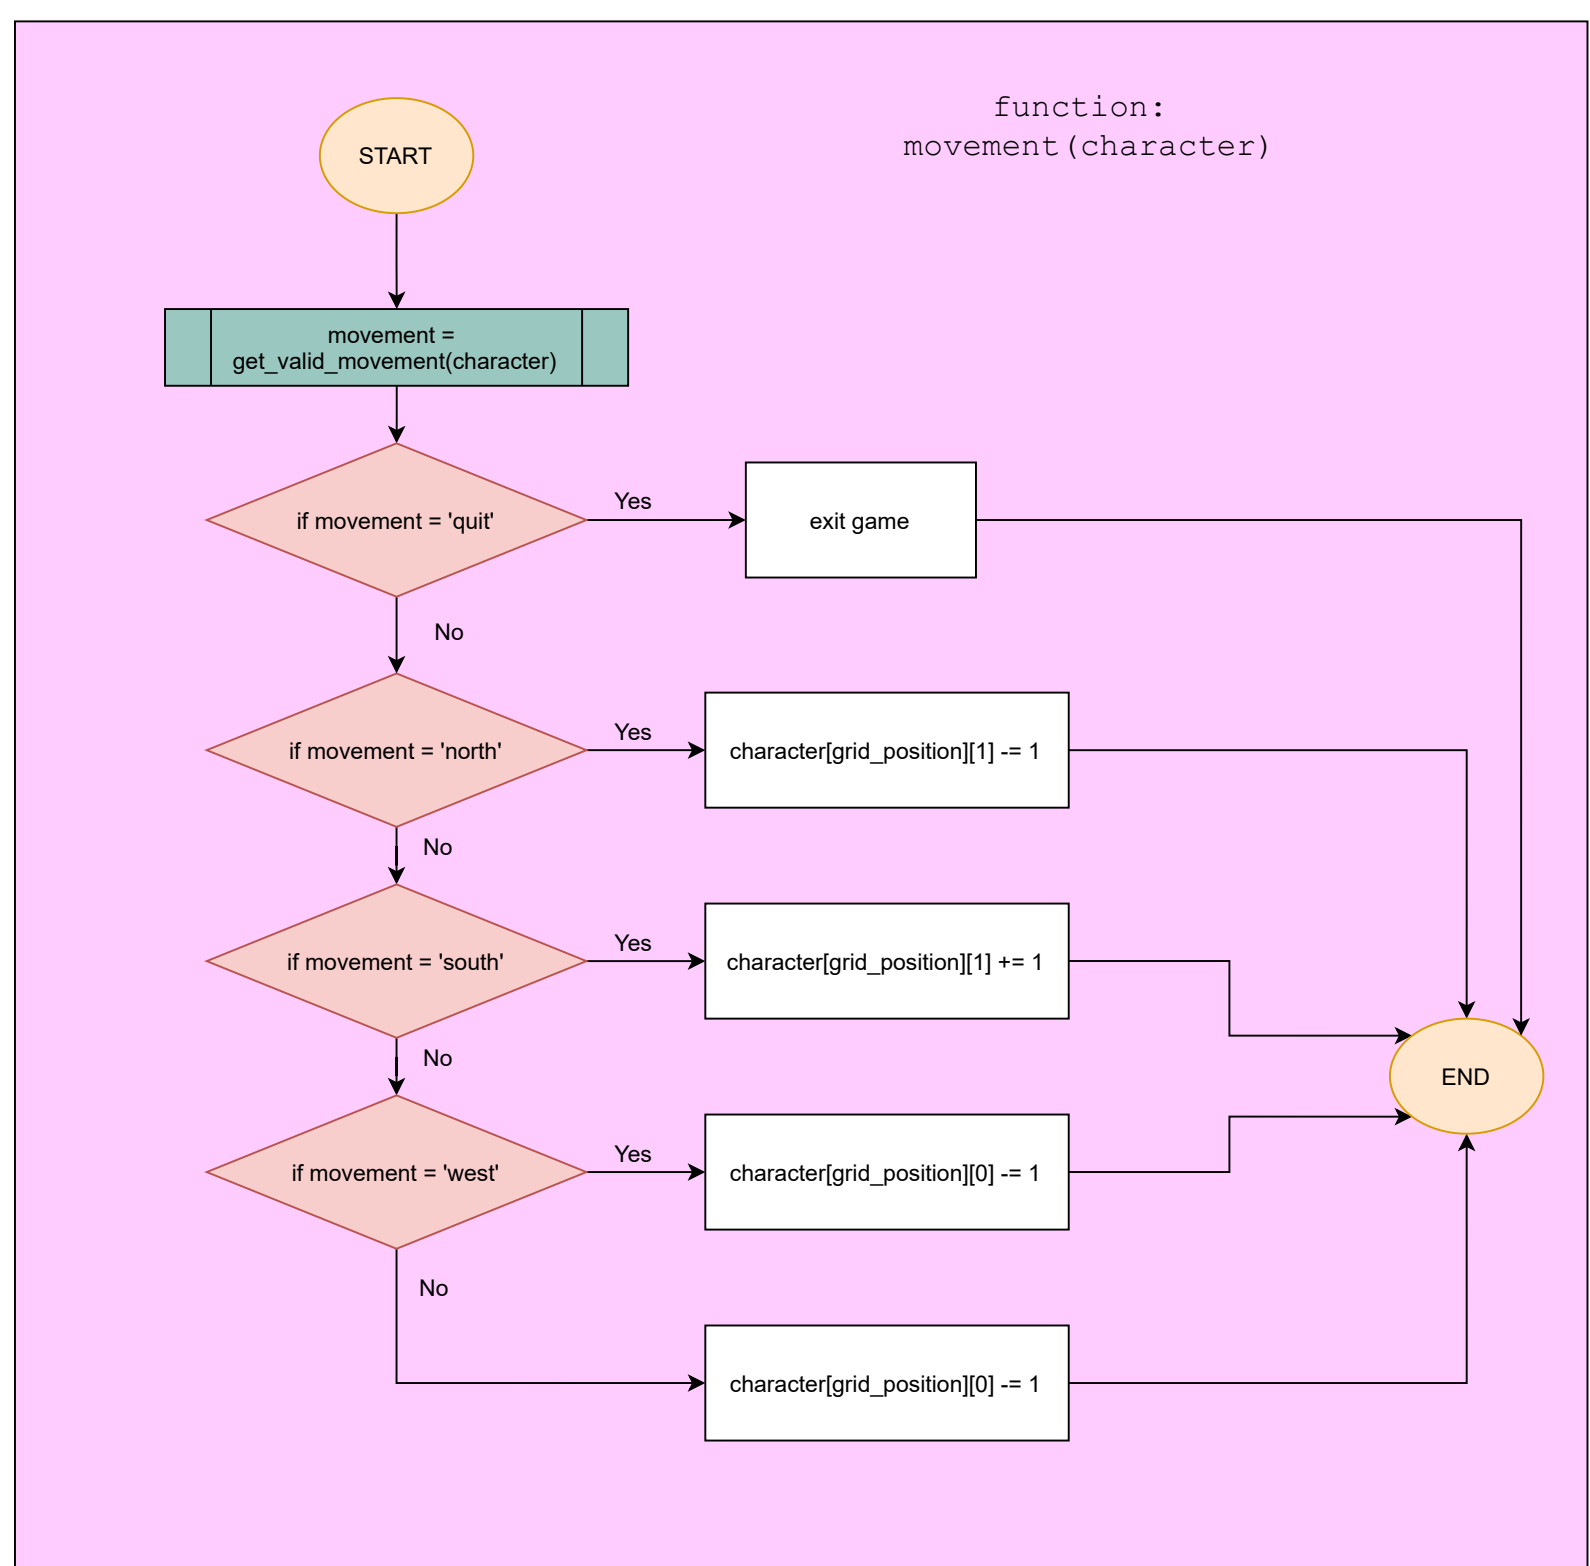 function:
movement(character)
START
movement =
get_valid_movement(character)
if movement = 'quit'
Yes
exit game
No
if movement = 'north'
Yes
character[grid_position][1] -= 1
No
if movement = 'south'
Yes
character[grid_position][1] += 1
No
END
if movement = 'west'
Yes
character[grid_position][0] -= 1
No
character[grid_position][0] -= 1